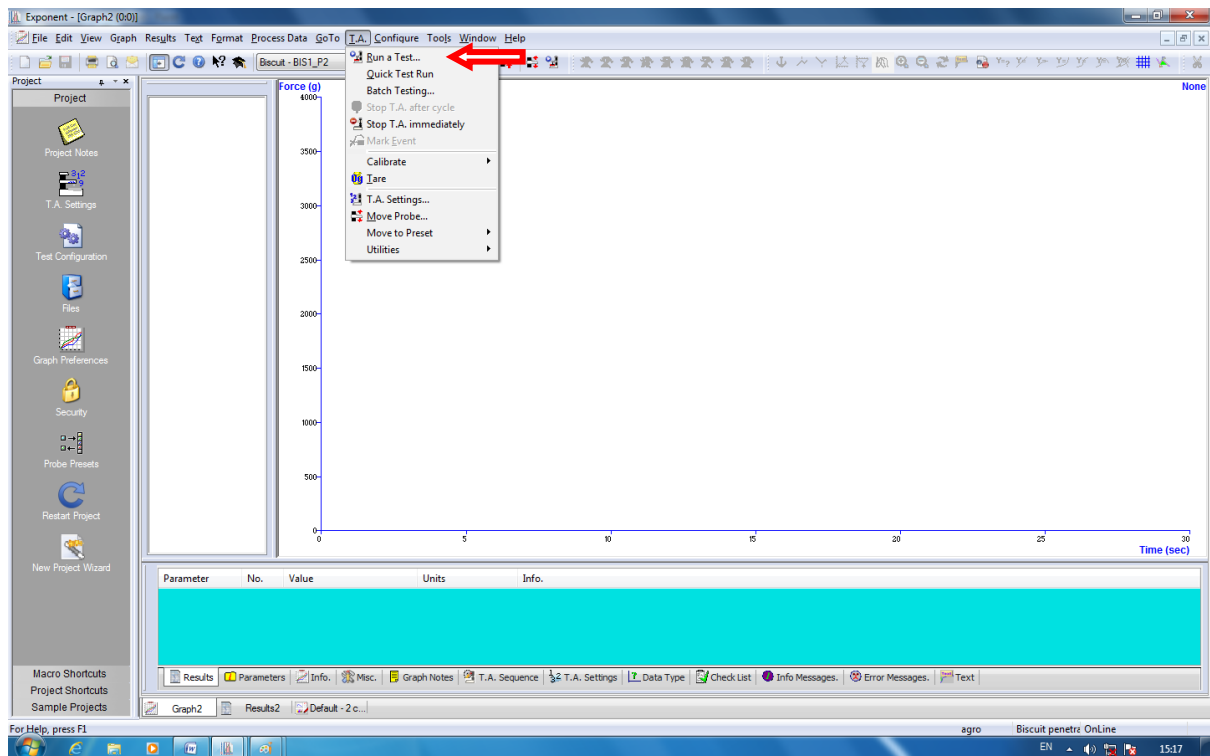 Exponent - [Graph2 (0:0)]
File Edit View Graph Results Text Format Process Data GoTo T.A. Configure Tools Window Help
Biscuit - BIS1_P2
Project
Project
Project Notes
T.A. Settings
Test Configuration
Files
Graph Preferences
Security
Probe Presets
Restart Project
New Project Wizard
Macro Shortcuts
Project Shortcuts
Sample Projects
Run a Test...
Quick Test Run
Batch Testing...
Stop T.A. after cycle
Stop T.A. immediately
Mark Event
Calibrate
Tare
T.A. Settings...
Move Probe...
Move to Preset
Utilities
Force (g)
None
4000
3500
3000
2500
2000
1500
1000
500
0
0 5 10 15 20 25 30
Time (sec)
Parameter No. Value Units Info.
Results Parameters Info. Misc. Graph Notes T.A. Sequence T.A. Settings Data Type Check List Info Messages. Error Messages. Text
Graph2 Results2 Default - 2 c...
For Help, press F1 agro Biscuit penetra OnLine
EN 15:17